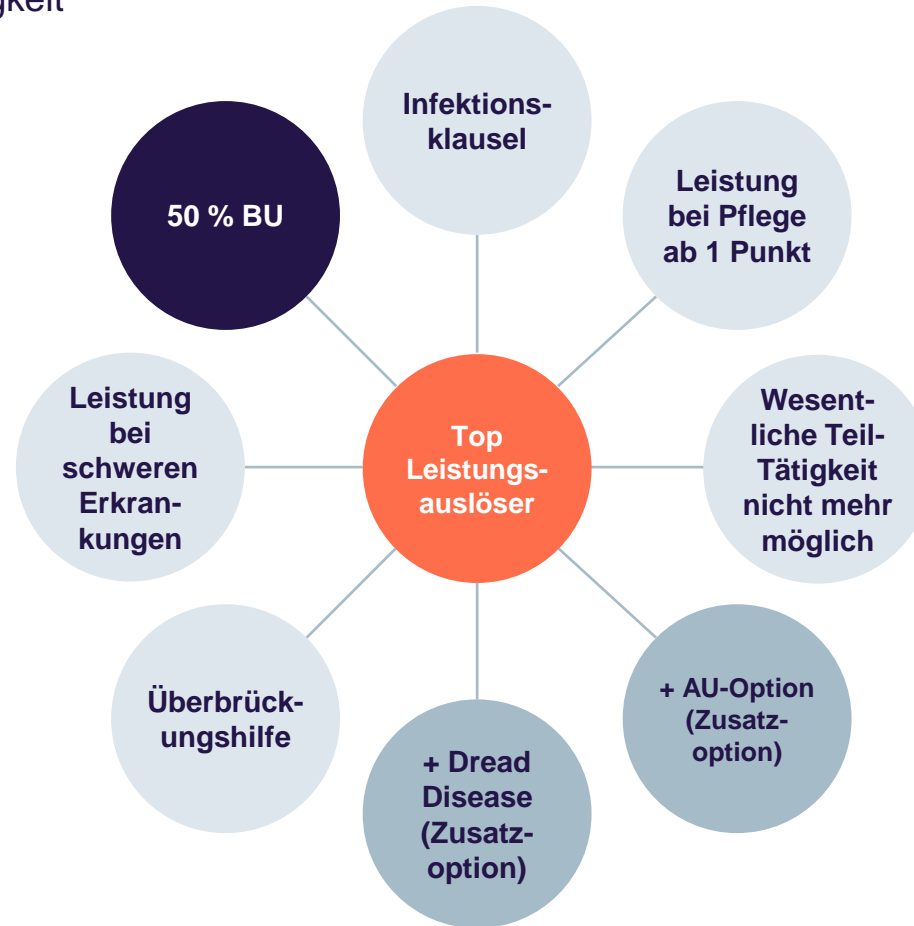 gkeit
Infektions-
klausel
50 % BU
Leistung
bei Pflege
ab 1 Punkt
Leistung
bei
schweren
Erkran-
kungen
Top
Leistungs-
auslöser
Wesent-
liche Teil-
Tätigkeit
nicht mehr
möglich
Überbrück-
ungshilfe
+ Dread
Disease
(Zusatz-
option)
+ AU-Option
(Zusatz-
option)